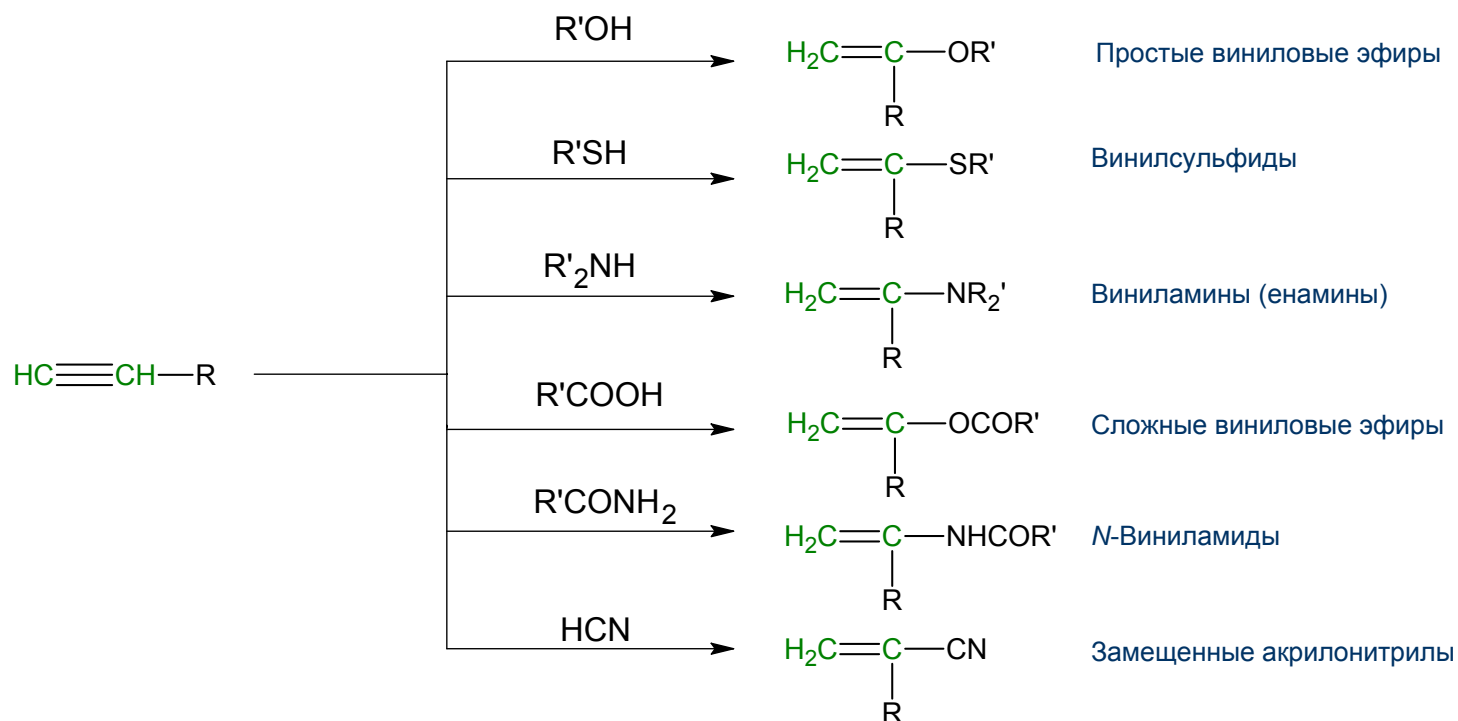 R'OH
H₂C=C—OR'
R
Простые виниловые эфиры
R'SH
H₂C=C—SR'
R
Винилсульфиды
R'₂NH
H₂C=C—NR₂'
R
Виниламины (енамины)
HC≡CH—R
R'COOH
H₂C=C—OCOR'
R
Сложные виниловые эфиры
R'CONH₂
H₂C=C—NHCOR'
R
N-Виниламиды
HCN
H₂C=C—CN
R
Замещенные акрилонитрилы